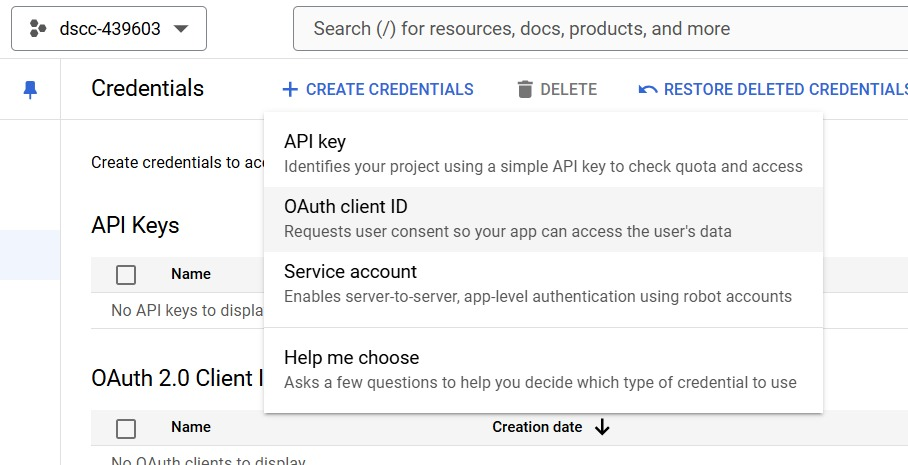 dscc-439603
Search (/) for resources, docs, products, and more
Credentials
CREATE CREDENTIALS
DELETE
RESTORE DELETED CREDENTIALS
API key
Identifies your project using a simple API key to check quota and access
Create credentials to acc
OAuth client ID
Requests user consent so your app can access the user's data
API Keys
Service account
Enables server-to-server, app-level authentication using robot accounts
Name
No API keys to displa
Help me choose
Asks a few questions to help you decide which type of credential to use
OAuth 2.0 Client I
Name
Creation date
No OAuth clients to display